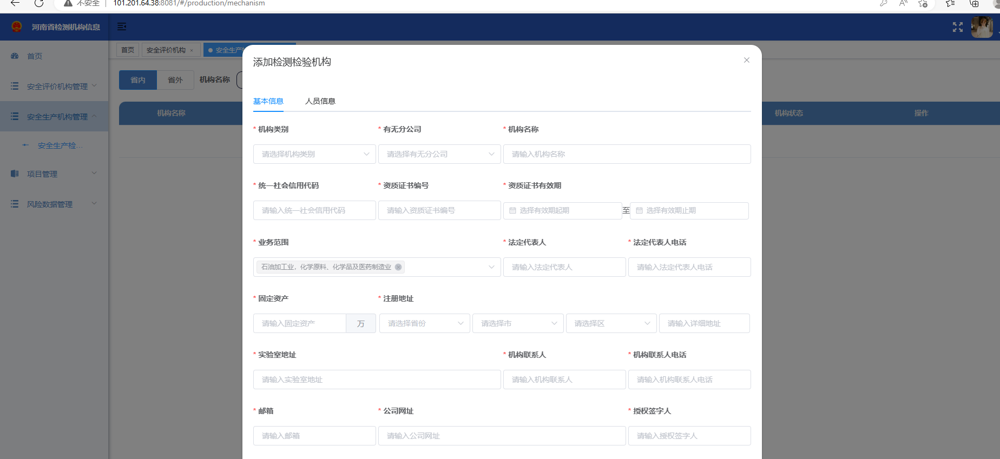 不安全 101.201.64.38:8081/#/production/mechanism
河南省检测机构信息
首页
安全评价机构管理
安全生产机构管理
安全生产检...
项目管理
风险数据管理
首页 安全评价机构 × 安全生产
省内 省外 机构名称
机构名称 机构状态 操作
添加检测检验机构
基本信息 人员信息
* 机构类别 * 有无分公司 * 机构名称
请选择机构类别 请选择有无分公司 请输入机构名称
* 统一社会信用代码 * 资质证书编号 * 资质证书有效期
请输入统一社会信用代码 请输入资质证书编号 选择有效期起期 至 选择有效期止期
* 业务范围 * 法定代表人 * 法定代表人电话
石油加工业，化学原料、化学品及医药制造业 请输入法定代表人 请输入法定代表人电话
* 固定资产 * 注册地址
请输入固定资产 万 请选择省份 请选择市 请选择区 请输入详细地址
* 实验室地址 * 机构联系人 * 机构联系人电话
请输入实验室地址 请输入机构联系人 请输入机构联系人电话
* 邮箱 * 公司网址 * 授权签字人
请输入邮箱 请输入公司网址 请输入授权签字人